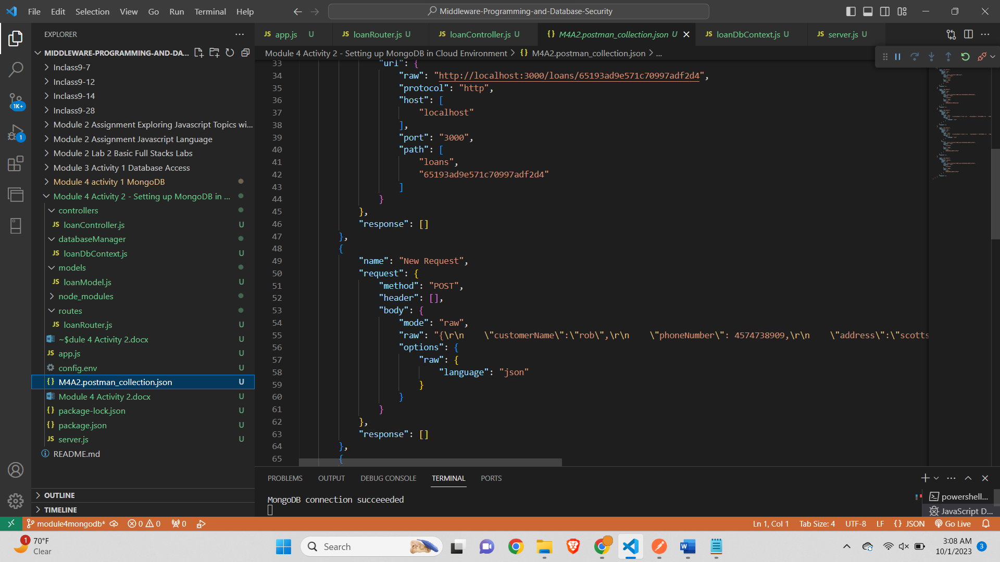 File Edit Selection View Go Run Terminal Help
Middleware-Programming-and-Database-Security
EXPLORER
MIDDLEWARE-PROGRAMMING-AND-DA...
Inclass9-7
Inclass9-12
Inclass9-14
Inclass9-28
Module 2 Assignment Exploring Javascript Topics wi...
Module 2 Assignment Javascript Language
Module 2 Lab 2 Basic Full Stacks Labs
Module 3 Activity 1 Database Access
Module 4 activity 1 MongoDB
Module 4 Activity 2 - Setting up MongoDB in ...
controllers
JS loanController.js U
databaseManager
JS loanDbContext.js U
models
JS loanModel.js U
node_modules
routes
JS loanRouter.js U
~$dule 4 Activity 2.docx U
JS app.js U
config.env U
{} M4A2.postman_collection.json U
Module 4 Activity 2.docx U
{} package-lock.json U
{} package.json U
JS server.js U
README.md
OUTLINE
TIMELINE
1K+
1
JS app.js U JS loanRouter.js U JS loanController.js U {} M4A2.postman_collection.json U JS loanDbContext.js U JS server.js U
Module 4 Activity 2 - Setting up MongoDB in Cloud Environment > {} M4A2.postman_collection.json > ...
33 "url": {
34 "raw": "http://localhost:3000/loans/65193ad9e571c70997adf2d4",
35 "protocol": "http",
36 "host": [
37 "localhost"
38 ],
39 "port": "3000",
40 "path": [
41 "loans",
42 "65193ad9e571c70997adf2d4"
43 ]
44 }
45 },
46 "response": []
47 },
48 {
49 "name": "New Request",
50 "request": {
51 "method": "POST",
52 "header": [],
53 "body": {
54 "mode": "raw",
55 "raw": "{\r\n    \"customerName\":\"rob\",\r\n    \"phoneNumber\": 4574738909,\r\n    \"address\":\"scotts
56 "options": {
57 "raw": {
58 "language": "json"
59 }
60 }
61 }
62 },
63 "response": []
64 },
65 {
PROBLEMS OUTPUT DEBUG CONSOLE TERMINAL PORTS
MongoDB connection succeeeded
powershell...
JavaScript D...
module4mongodb* 0 0 0
Ln 1, Col 1 Tab Size: 4 UTF-8 LF {} JSON Go Live
1
70°F
Clear
Search
3:08 AM
10/1/2023
3